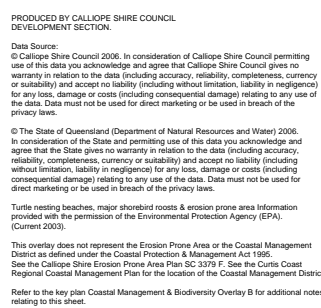 PRODUCED BY CALLIOPE SHIRE COUNCIL
DEVELOPMENT SECTION.
Data Source:
© Calliope Shire Council 2006. In consideration of Calliope Shire Council permitting
use of this data you acknowledge and agree that Calliope Shire Council gives no
warranty in relation to the data (including accuracy, reliability, completeness, currency
or suitability) and accept no liability (including without limitation, liability in negligence)
for any loss, damage or costs (including consequential damage) relating to any use of
the data. Data must not be used for direct marketing or be used in breach of the
privacy laws.
© The State of Queensland (Department of Natural Resources and Water) 2006.
In consideration of the State and permitting use of this data you acknowledge and
agree that the State gives no warranty in relation to the data (including accuracy,
reliability, completeness, currency or suitability) and accept no liability (including
without limitation, liability in negligence) for any loss, damage or costs (including
consequential damage) relating to any use of the data. Data must not be used for
direct marketing or be used in breach of the privacy laws.
Turtle nesting beaches, major shorebird roosts & erosion prone area Information
provided with the permission of the Environmental Protection Agency (EPA).
(Current 2003).
This overlay does not represent the Erosion Prone Area or the Coastal Management
District as defined under the Coastal Protection & Management Act 1995.
See the Calliope Shire Erosion Prone Area Plan SC 3379 F. See the Curtis Coast
Regional Coastal Management Plan for the location of the Coastal Management Distric
Refer to the key plan Coastal Management & Biodiversity Overlay B for additional notes
relating to this sheet.